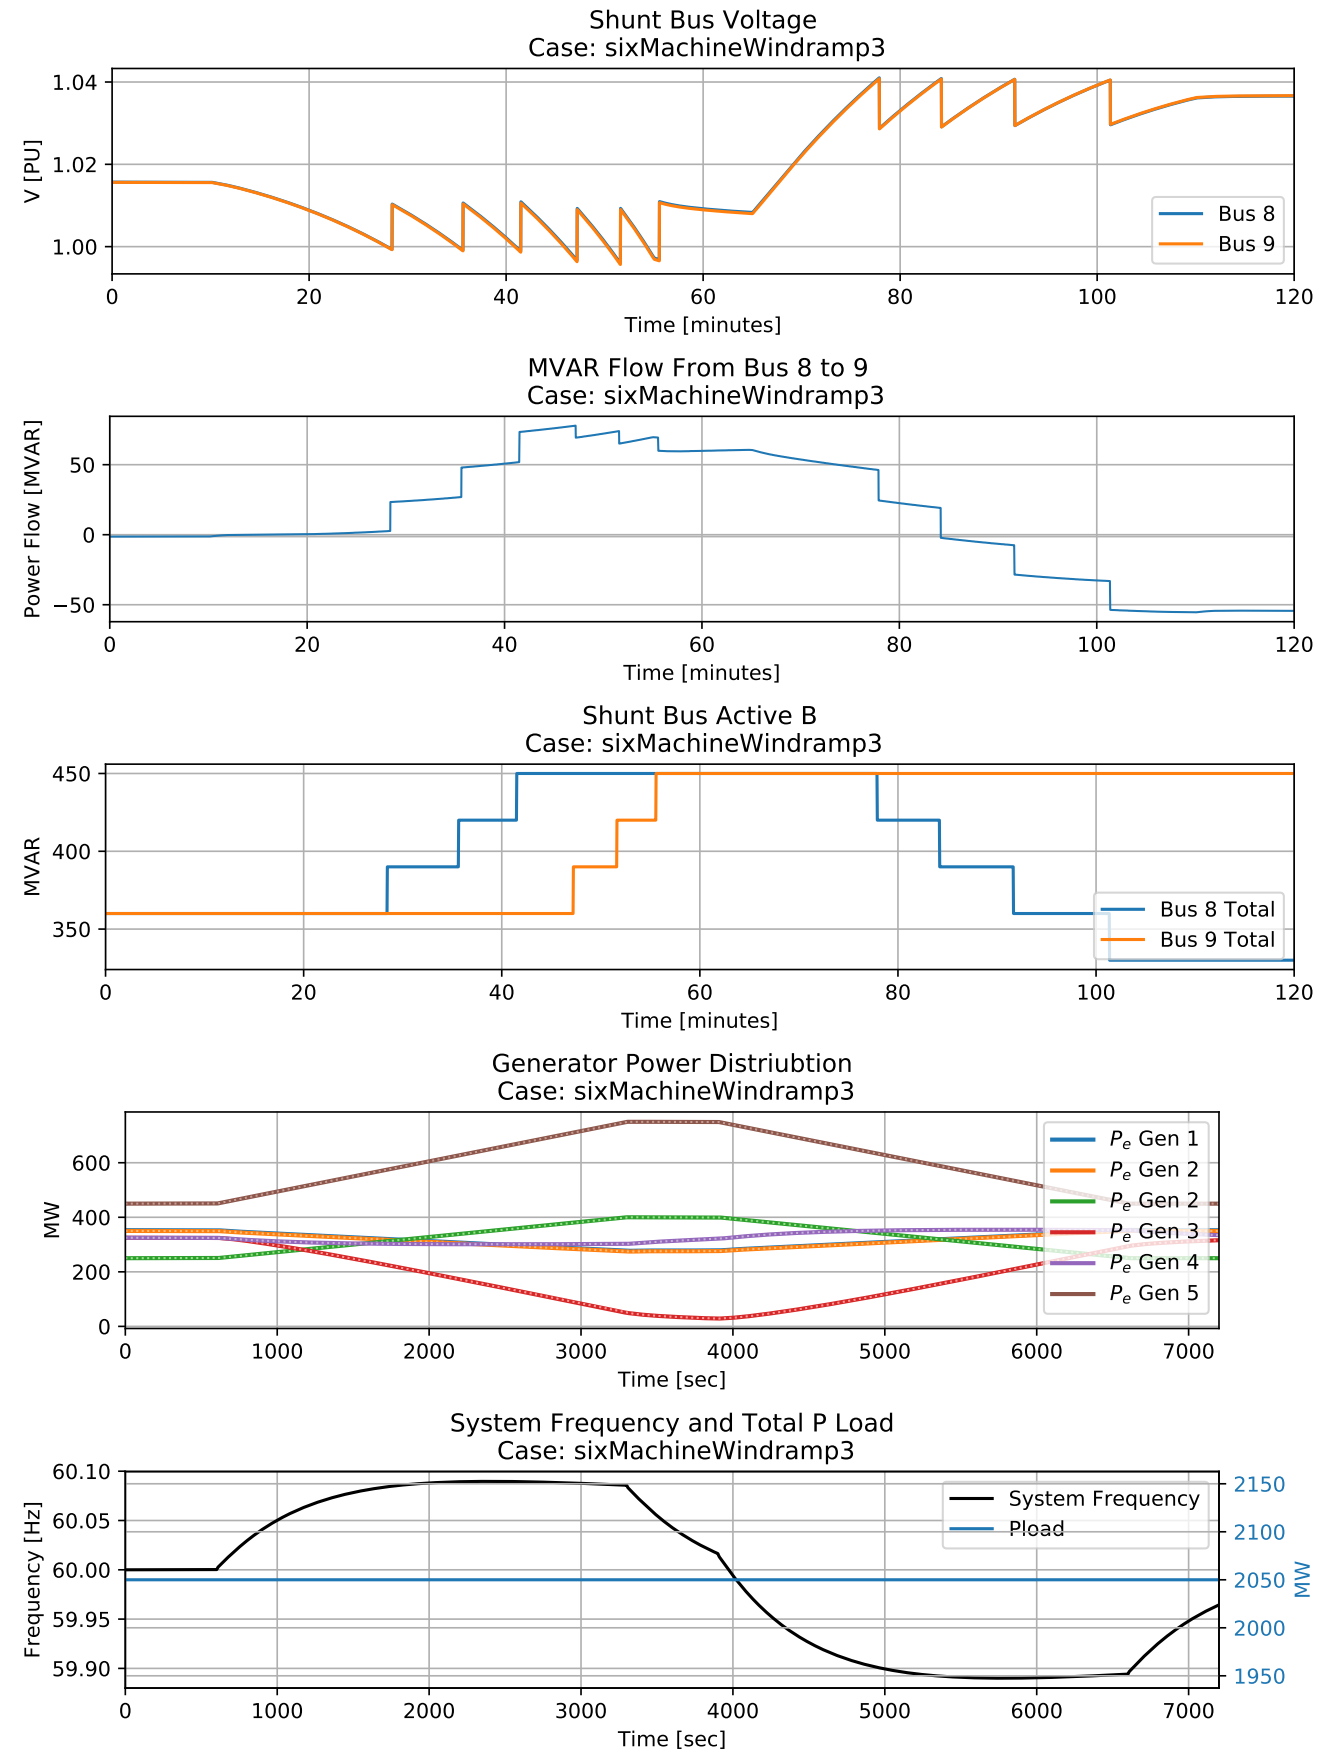 Shunt Bus Voltage
Case: sixMachineWindramp3
1.04
1.02
1.00
V [PU]
Bus 8
Bus 9
0 20 40 60 80 100 120
Time [minutes]
MVAR Flow From Bus 8 to 9
Case: sixMachineWindramp3
50
0
−50
Power Flow [MVAR]
0 20 40 60 80 100 120
Time [minutes]
Shunt Bus Active B
Case: sixMachineWindramp3
450
400
350
MVAR
Bus 8 Total
Bus 9 Total
0 20 40 60 80 100 120
Time [minutes]
Generator Power Distriubtion
Case: sixMachineWindramp3
600
400
200
0
MW
Pe Gen 1
Pe Gen 2
Pe Gen 2
Pe Gen 3
Pe Gen 4
Pe Gen 5
0 1000 2000 3000 4000 5000 6000 7000
Time [sec]
System Frequency and Total P Load
Case: sixMachineWindramp3
60.10
60.05
60.00
59.95
59.90
Frequency [Hz]
System Frequency
Pload
2150
2100
2050
2000
1950
MW
0 1000 2000 3000 4000 5000 6000 7000
Time [sec]